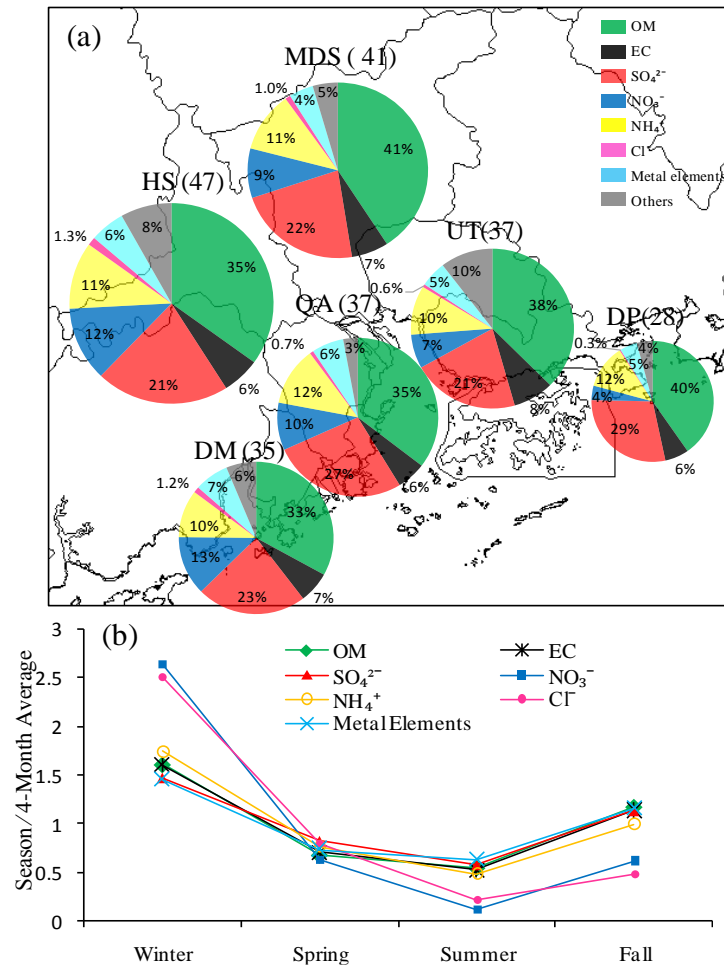 (a)
OM
EC
SO₄²⁻
NO₃⁻
NH₄⁺
Cl⁻
Metal elements
Others
MDS ( 41)
1.0%
4%
5%
11%
41%
9%
22%
7%
HS (47)
1.3%
6%
8%
35%
11%
12%
21%
6%
UT(37)
0.6%
5%
10%
38%
10%
7%
21%
8%
QA (37)
0.7%
6%
3%
35%
12%
10%
27%
6%
DP(28)
0.3%
4%
5%
12%
40%
4%
29%
6%
DM (35)
1.2%
7%
6%
33%
10%
13%
23%
7%
(b)
OM
EC
SO₄²⁻
NO₃⁻
NH₄⁺
Cl⁻
Metal Elements
Season/4-Month Average
3
2.5
2
1.5
1
0.5
0
Winter
Spring
Summer
Fall